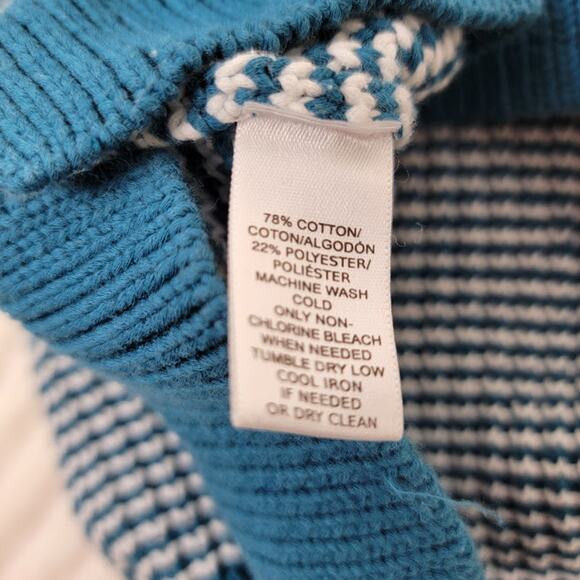 78% COTTON/
COTON/ALGODÓN
22% POLYESTER/
POLIÉSTER
MACHINE WASH
COLD
ONLY NON-
CHLORINE BLEACH
WHEN NEEDED
TUMBLE DRY LOW
COOL IRON
IF NEEDED
OR DRY CLEAN